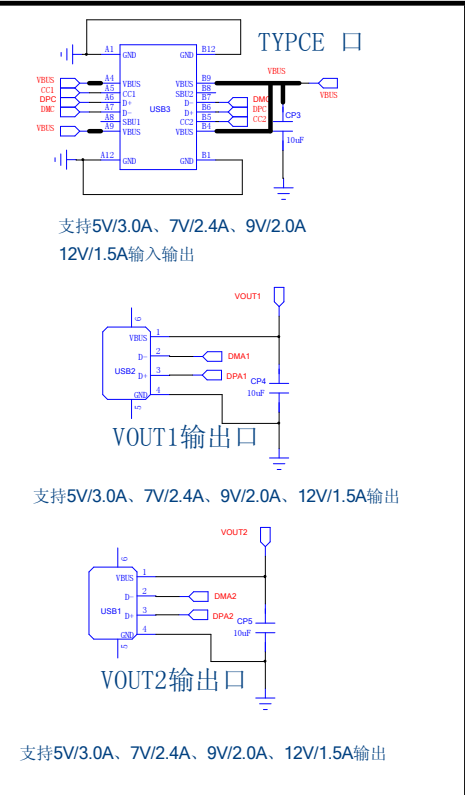 TYPCE 口
A1 GND GND B12
VBUS A4 VBUS VBUS B9 VBUS
CC1 A5 CC1 SBU2 B8 VBUS
DPC A6 D+ D- B7 DMC
DMC A7 D- USB3 D+ B6 DPC CP3
A8 SBU1 CC2 B5 CC2
VBUS A9 VBUS VBUS B4
10uF
A12 GND GND B1
支持5V/3.0A、7V/2.4A、9V/2.0A
12V/1.5A输入输出
VOUT1
6
VBUS 1
D- 2 DMA1
USB2 D+ 3 DPA1 CP4
GND 4 10uF
5
VOUT1输出口
支持5V/3.0A、7V/2.4A、9V/2.0A、12V/1.5A输出
VOUT2
6
VBUS 1
D- 2 DMA2
USB1 D+ 3 DPA2 CP5
GND 4 10uF
5
VOUT2输出口
支持5V/3.0A、7V/2.4A、9V/2.0A、12V/1.5A输出